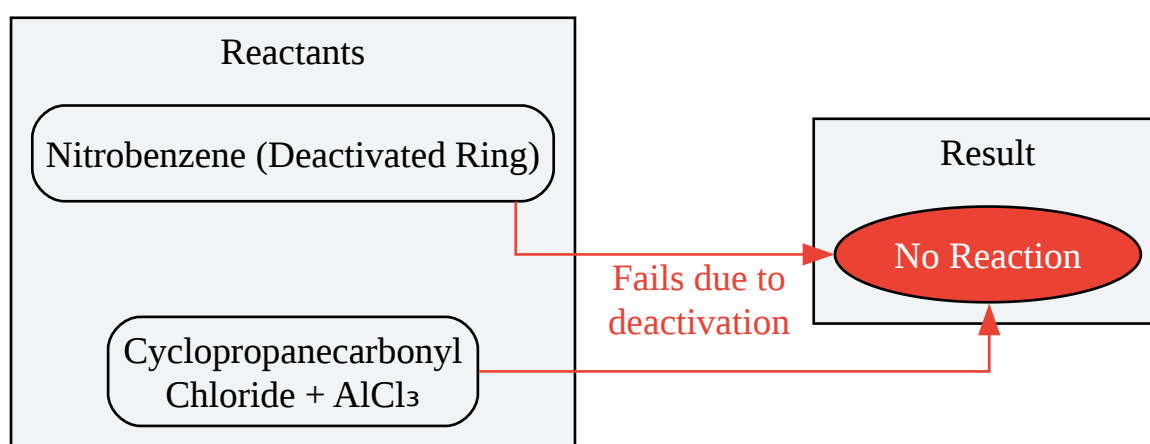 Reactants
Nitrobenzene (Deactivated Ring)
Result
No Reaction
Fails due to
deactivation
Cyclopropanecarbonyl
Chloride + AlCl₃